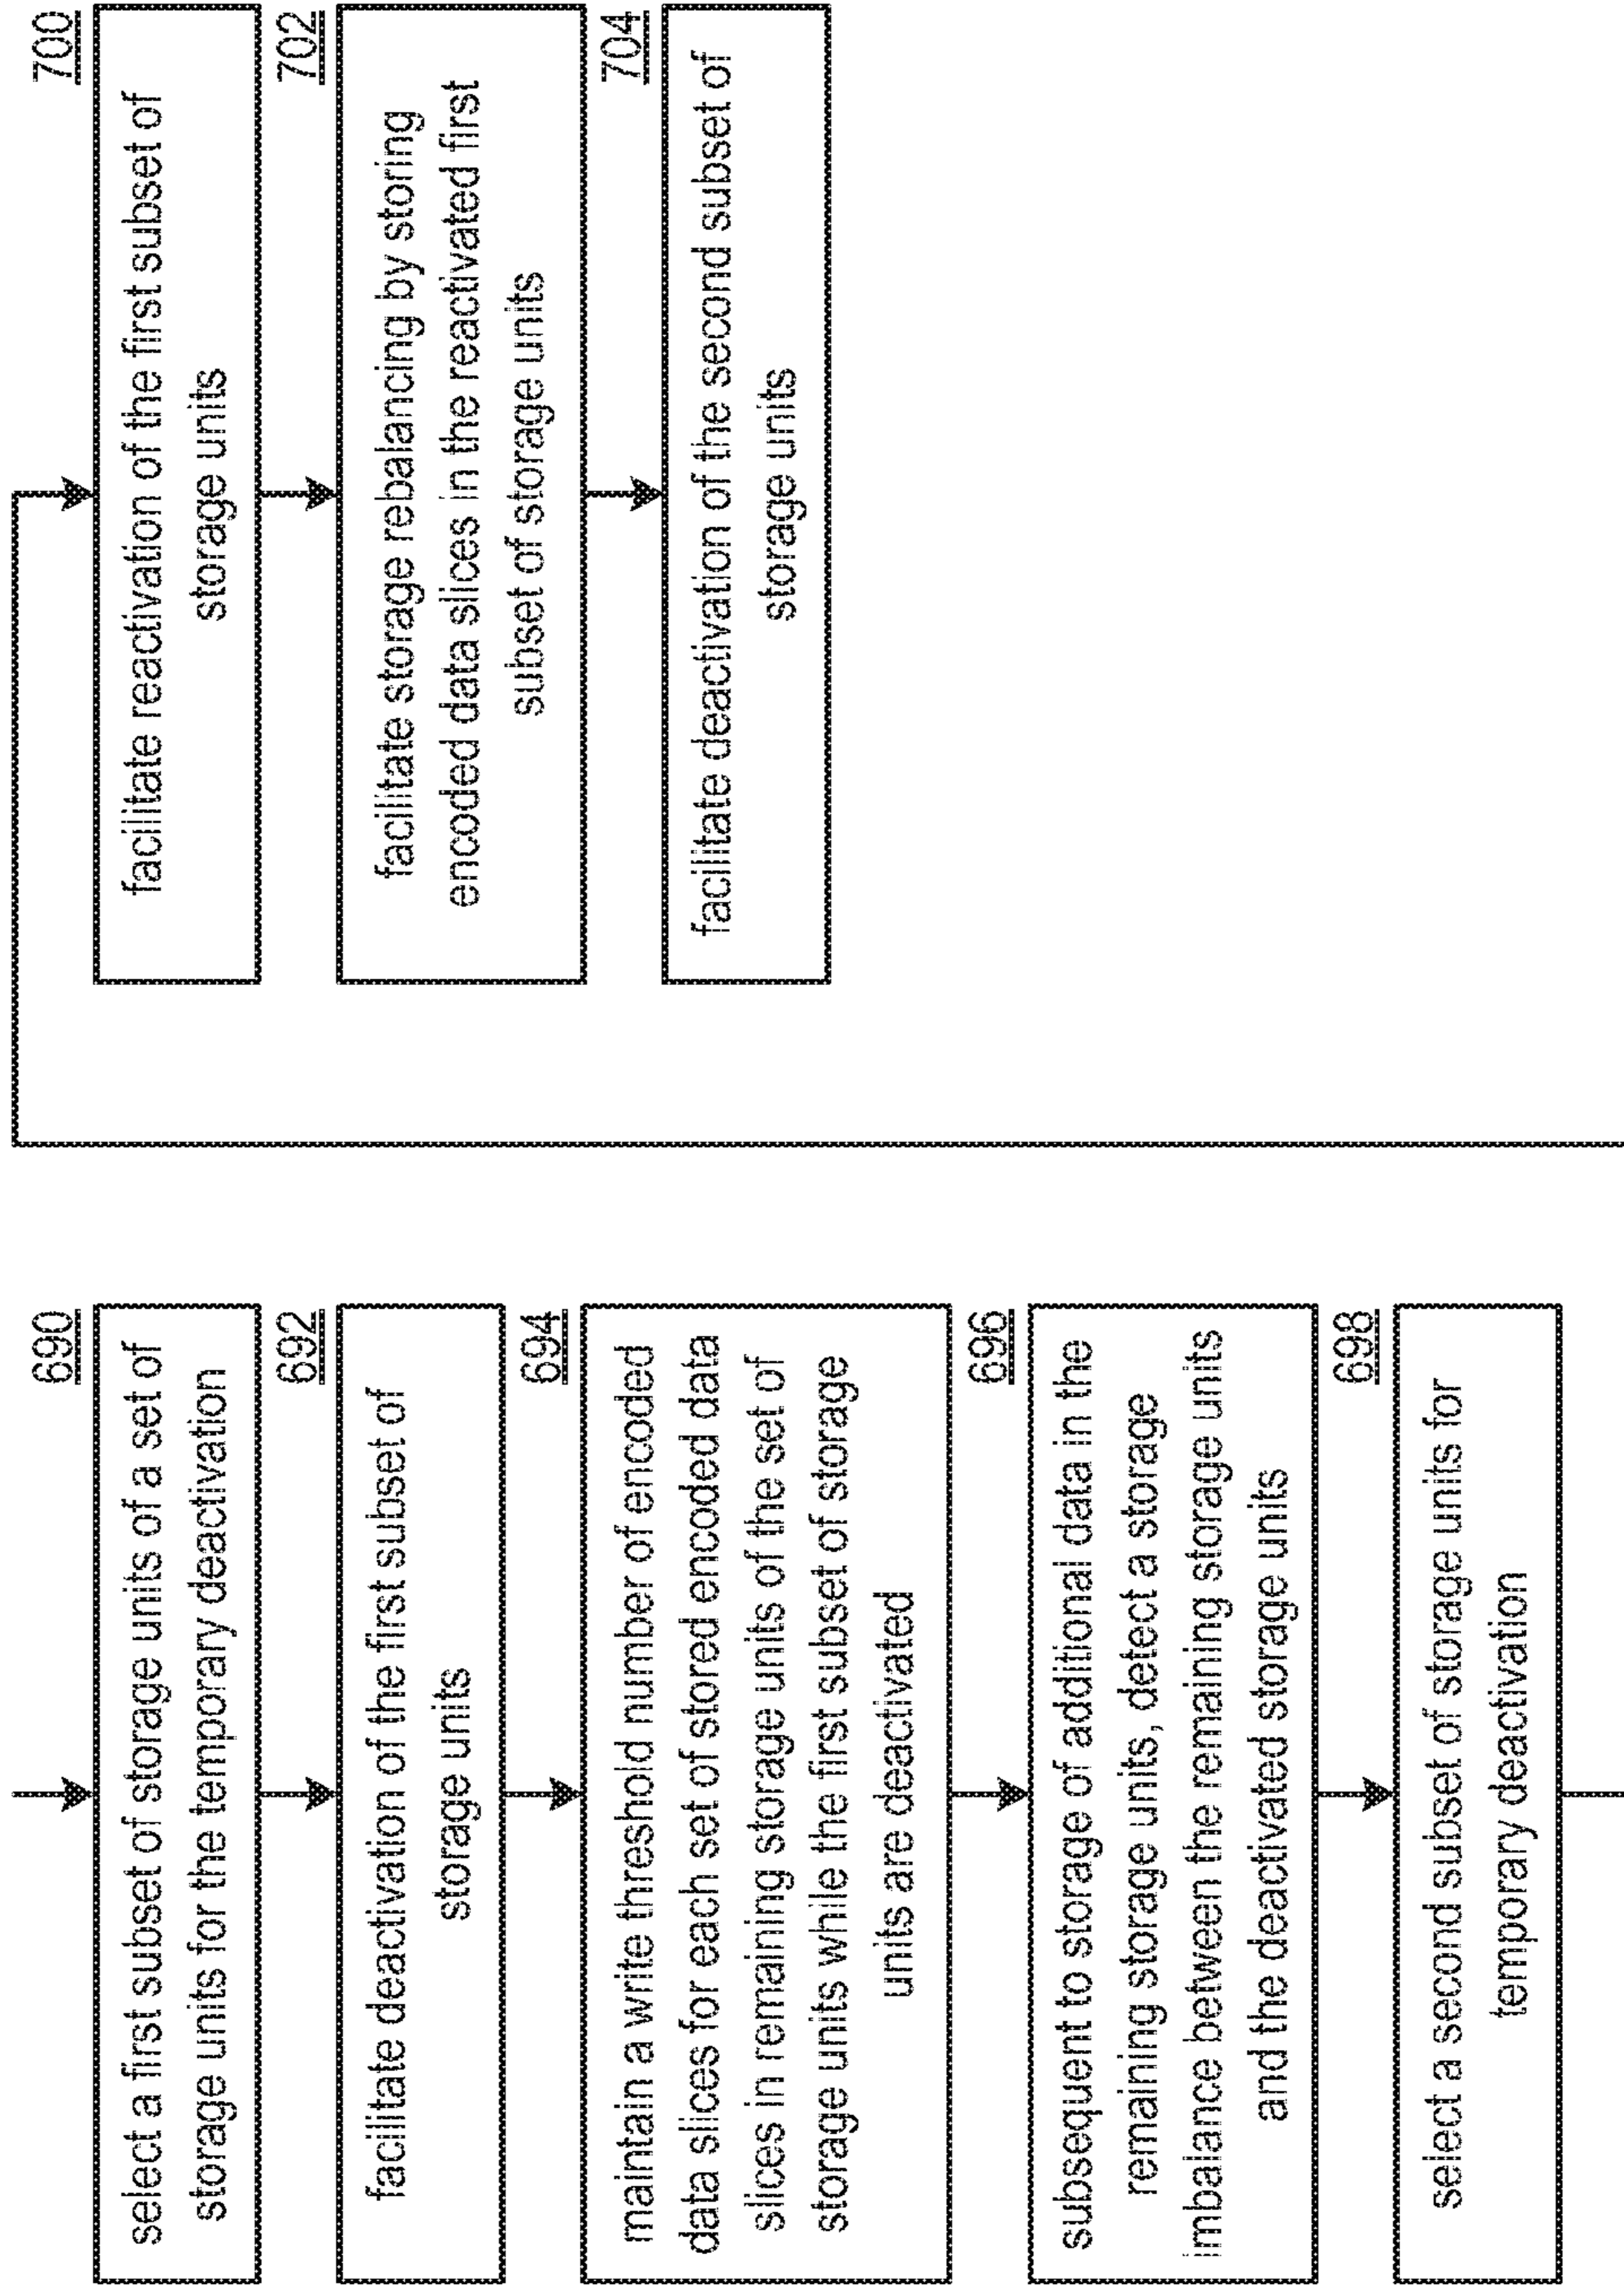 690
select a first subset of storage units of a set of
storage units for the temporary deactivation
692
facilitate deactivation of the first subset of
storage units
694
maintain a write threshold number of encoded
data slices for each set of stored encoded data
slices in remaining storage units of the set of
storage units while the first subset of storage
units are deactivated
696
subsequent to storage of additional data in the
remaining storage units, detect a storage
imbalance between the remaining storage units
and the deactivated storage units
698
select a second subset of storage units for
temporary deactivation
700
facilitate reactivation of the first subset of
storage units
702
facilitate storage rebalancing by storing
encoded data slices in the reactivated first
subset of storage units
704
facilitate deactivation of the second subset of
storage units